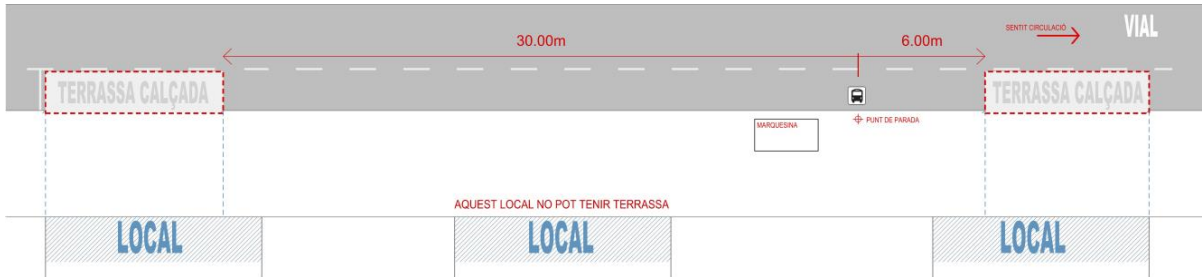 SENTIT CIRCULACIÓ
VIAL
30.00m
6.00m
TERRASSA CALÇADA
TERRASSA CALÇADA
MARQUESINA
PUNT DE PARADA
AQUEST LOCAL NO POT TENIR TERRASSA
LOCAL
LOCAL
LOCAL